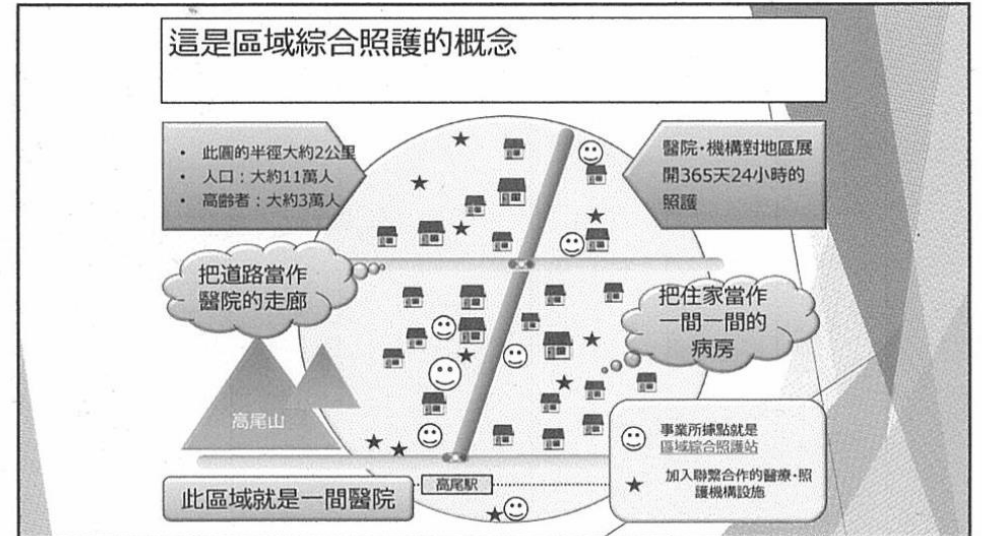 這是區域綜合照護的概念
• 此圓的半徑大約2公里
• 人口：大約11萬人
• 高齡者：大約3萬人
醫院・機構對地區展
開365天24小時的
照護
把道路當作
醫院的走廊
把住家當作
一間一間的
病房
高尾山
事業所據點就是
區域綜合照護站
加入聯繫合作的醫療・照
護機構設施
高尾駅
此區域就是一間醫院